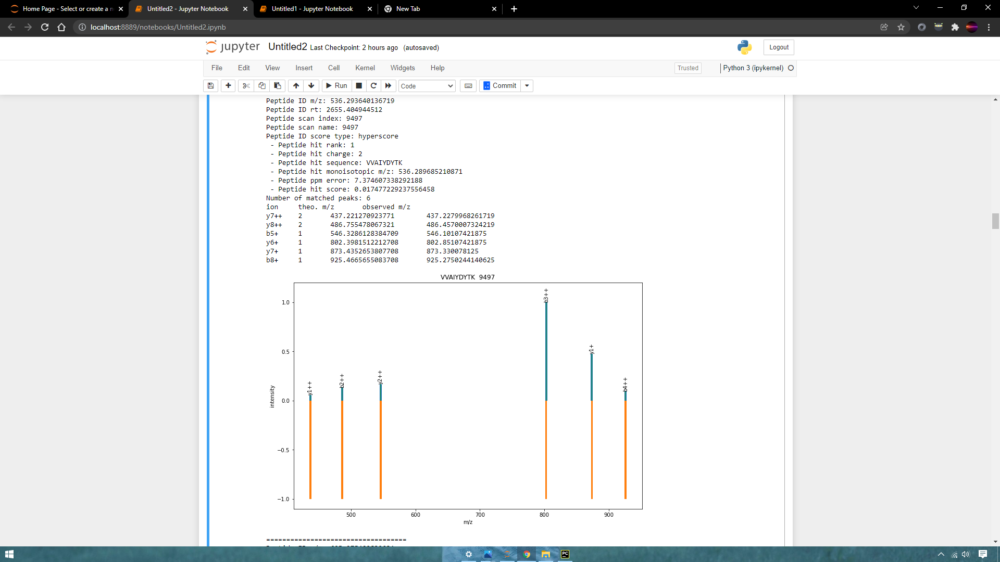 Home Page - Select or create a n
Untitled2 - Jupyter Notebook
Untitled1 - Jupyter Notebook
New Tab
localhost:8889/notebooks/Untitled2.ipynb
jupyter Untitled2 Last Checkpoint: 2 hours ago (autosaved)
Logout
File Edit View Insert Cell Kernel Widgets Help
Trusted
Python 3 (ipykernel)
Run
Code
Commit
Peptide ID m/z: 536.293640136719
Peptide ID rt: 2655.404944512
Peptide scan index: 9497
Peptide scan name: 9497
Peptide ID score type: hyperscore
- Peptide hit rank: 1
- Peptide hit charge: 2
- Peptide hit sequence: VVAIYDYTK
- Peptide hit monoisotopic m/z: 536.289685210871
- Peptide ppm error: 7.374607338292188
- Peptide hit score: 0.017477229237556458
Number of matched peaks: 6
ion theo. m/z observed m/z
y7++ 2 437.221270923771 437.2279968261719
y8++ 2 486.755478067321 486.4570007324219
b5+ 1 546.3286128384709 546.10107421875
y6+ 1 802.3981512212708 802.85107421875
y7+ 1 873.4352653807708 873.330078125
b8+ 1 925.4665655083708 925.2750244140625
VVAIYDYTK 9497
b3++
1.0
y1+
0.5
y2++
b2++
b4++
y1++
intensity
0.0
−0.5
−1.0
500 600 700 800 900
m/z
===================================
PC